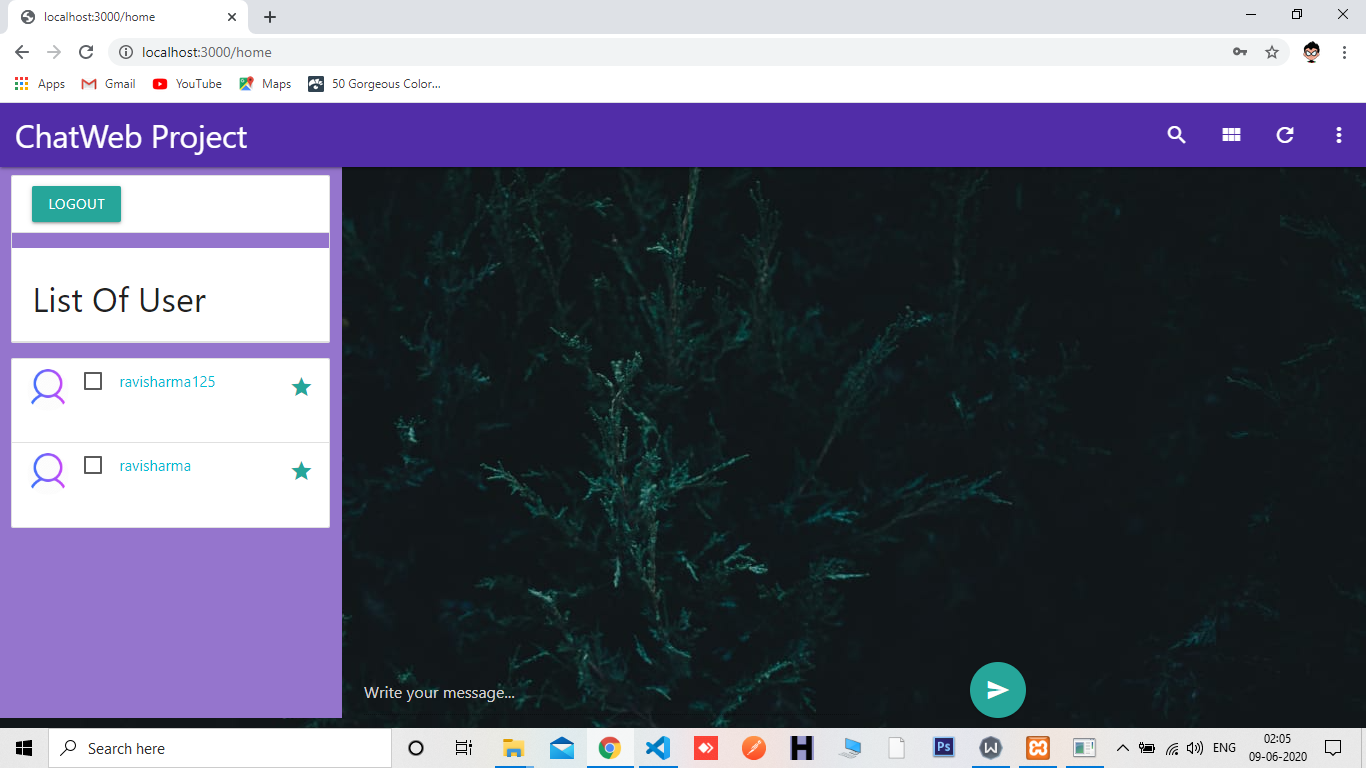 localhost:3000/home
localhost:3000/home
Apps Gmail YouTube Maps 50 Gorgeous Color...
ChatWeb Project
LOGOUT
List Of User
ravisharma125
ravisharma
Write your message...
Search here
Ps
W
ENG
02:05
09-06-2020